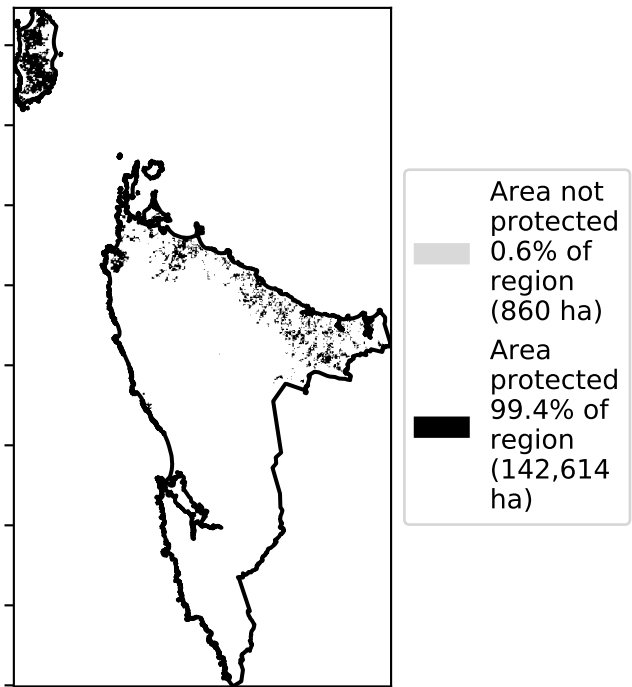 Area not
protected
0.6% of
region
(860 ha)
Area
protected
99.4% of
region
(142,614
ha)